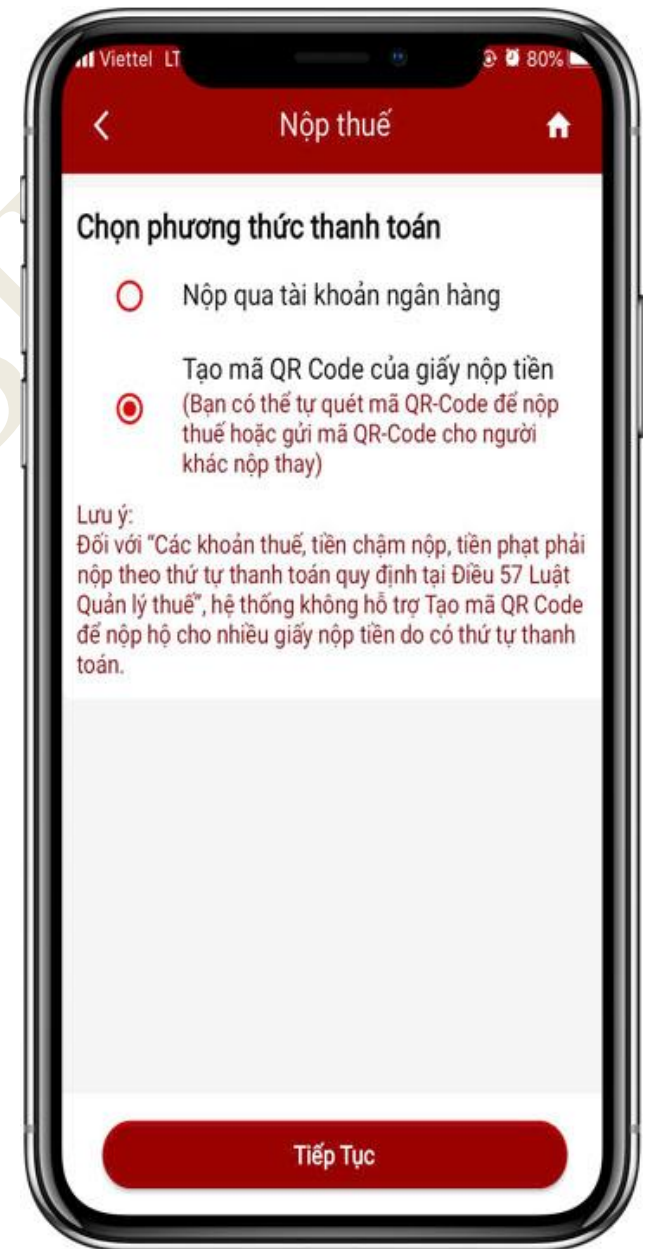 Viettel LT 80%
Nộp thuế
Chọn phương thức thanh toán
Nộp qua tài khoản ngân hàng
Tạo mã QR Code của giấy nộp tiền
(Bạn có thể tự quét mã QR-Code để nộp
thuế hoặc gửi mã QR-Code cho người
khác nộp thay)
Lưu ý:
Đối với "Các khoản thuế, tiền chậm nộp, tiền phạt phải
nộp theo thứ tự thanh toán quy định tại Điều 57 Luật
Quản lý thuế", hệ thống không hỗ trợ Tạo mã QR Code
để nộp hộ cho nhiều giấy nộp tiền do có thứ tự thanh
toán.
Tiếp Tục